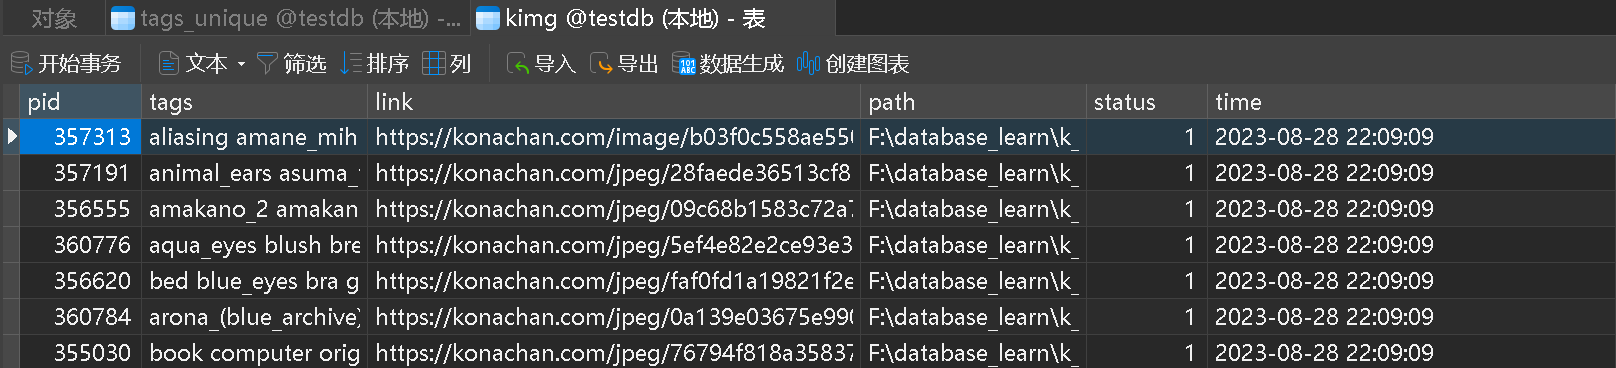 对象 tags_unique @testdb (本地) -... kimg @testdb (本地) - 表
开始事务 文本 筛选 排序 列 导入 导出 数据生成 创建图表
pid tags link path status time
357313 aliasing amane_mih https://konachan.com/image/b03f0c558ae55 F:\database_learn\k_ 1 2023-08-28 22:09:09
357191 animal_ears asuma_ https://konachan.com/jpeg/28faede36513cf8 F:\database_learn\k_ 1 2023-08-28 22:09:09
356555 amakano_2 amakan https://konachan.com/jpeg/09c68b1583c72a7 F:\database_learn\k_ 1 2023-08-28 22:09:09
360776 aqua_eyes blush bre https://konachan.com/jpeg/5ef4e82e2ce93e3 F:\database_learn\k_ 1 2023-08-28 22:09:09
356620 bed blue_eyes bra g https://konachan.com/jpeg/faf0fd1a19821f2e F:\database_learn\k_ 1 2023-08-28 22:09:09
360784 arona_(blue_archive) https://konachan.com/jpeg/0a139e03675e990 F:\database_learn\k_ 1 2023-08-28 22:09:09
355030 book computer orig https://konachan.com/jpeg/76794f818a35837 F:\database_learn\k_ 1 2023-08-28 22:09:09